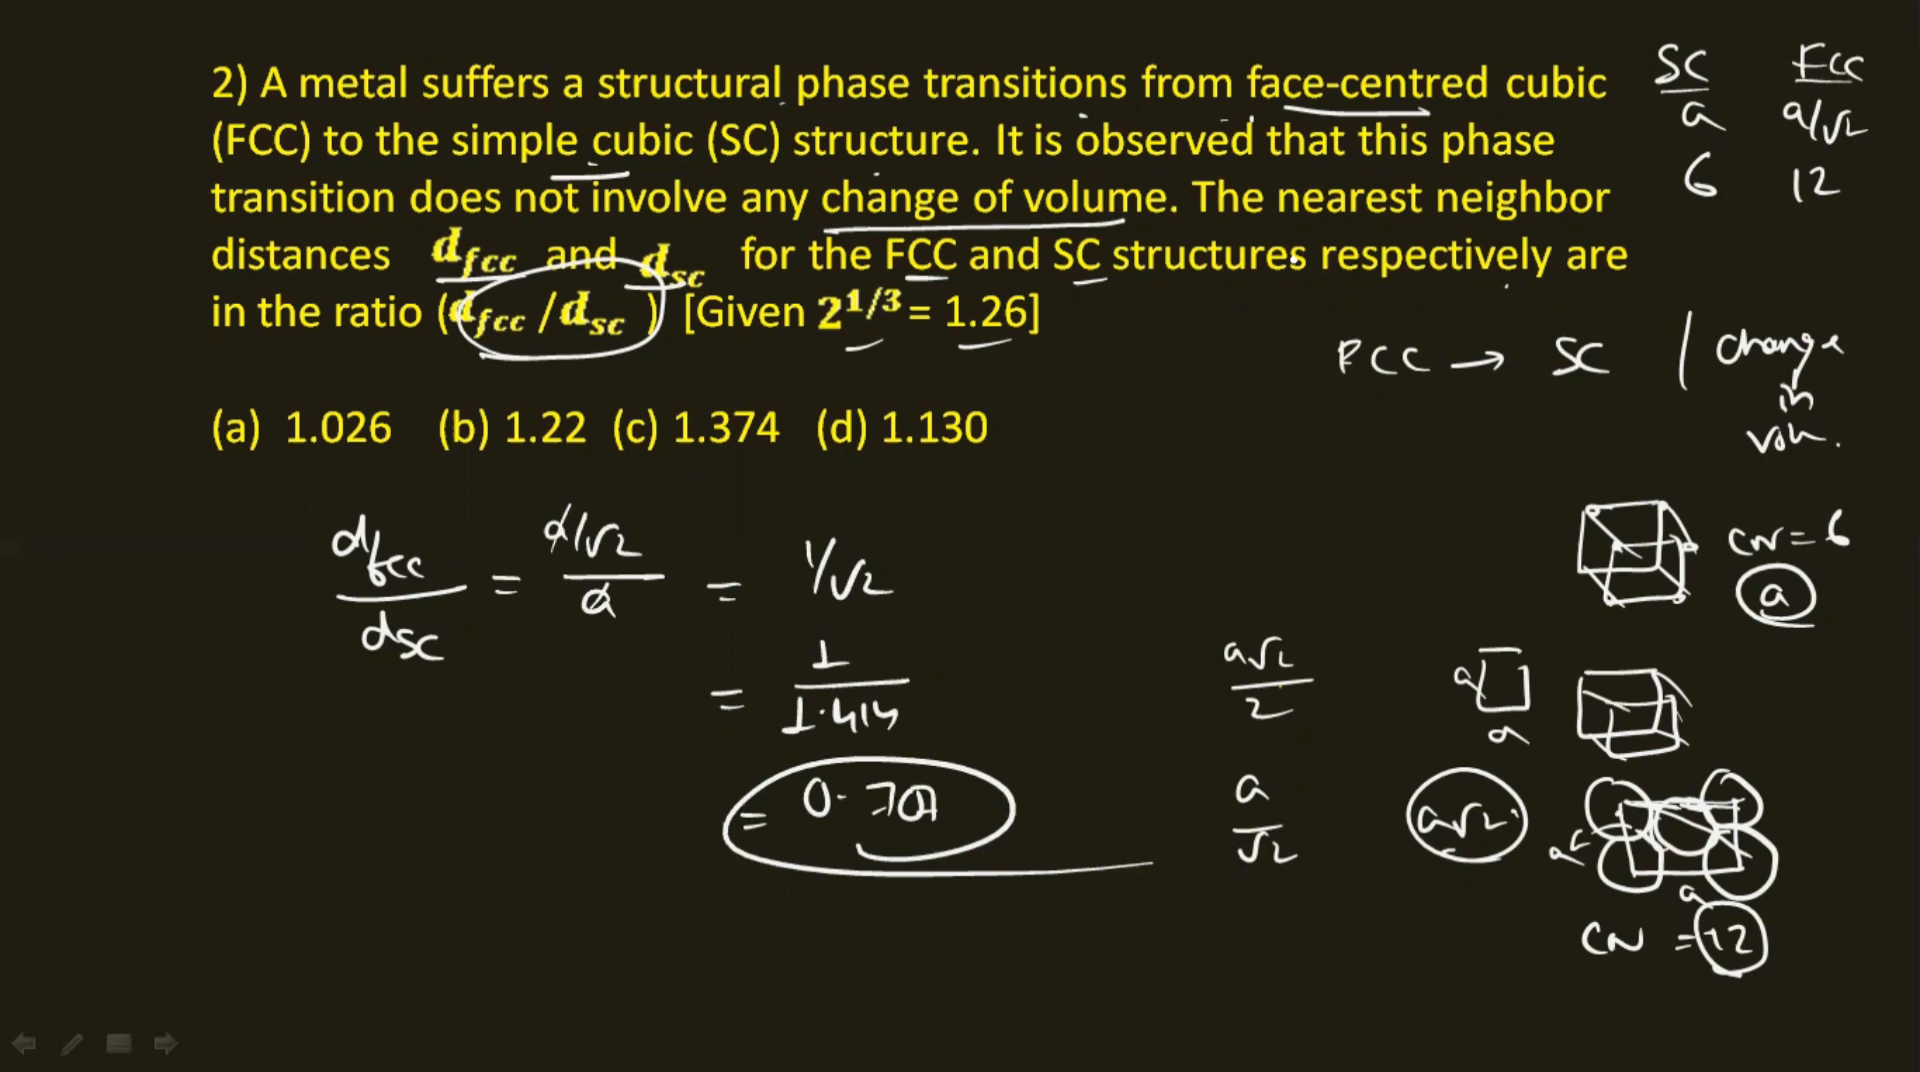 2) A metal suffers a structural phase transitions from face-centred cubic
(FCC) to the simple cubic (SC) structure. It is observed that this phase
transition does not involve any change of volume. The nearest neighbor
distances d_fcc and d_sc for the FCC and SC structures respectively are
in the ratio (d_fcc / d_sc ) [Given 2^1/3 = 1.26]
(a) 1.026 (b) 1.22 (c) 1.374 (d) 1.130
SC FCC
a a/√2
6 12
FCC → SC | change
in
vol.
dfcc/dsc = a/√2 / a = 1/√2
= 1/1.414
= 0.707
CN = 6
a
a√2/2
a
a
a/√2
a√2
a
a
CN = 12